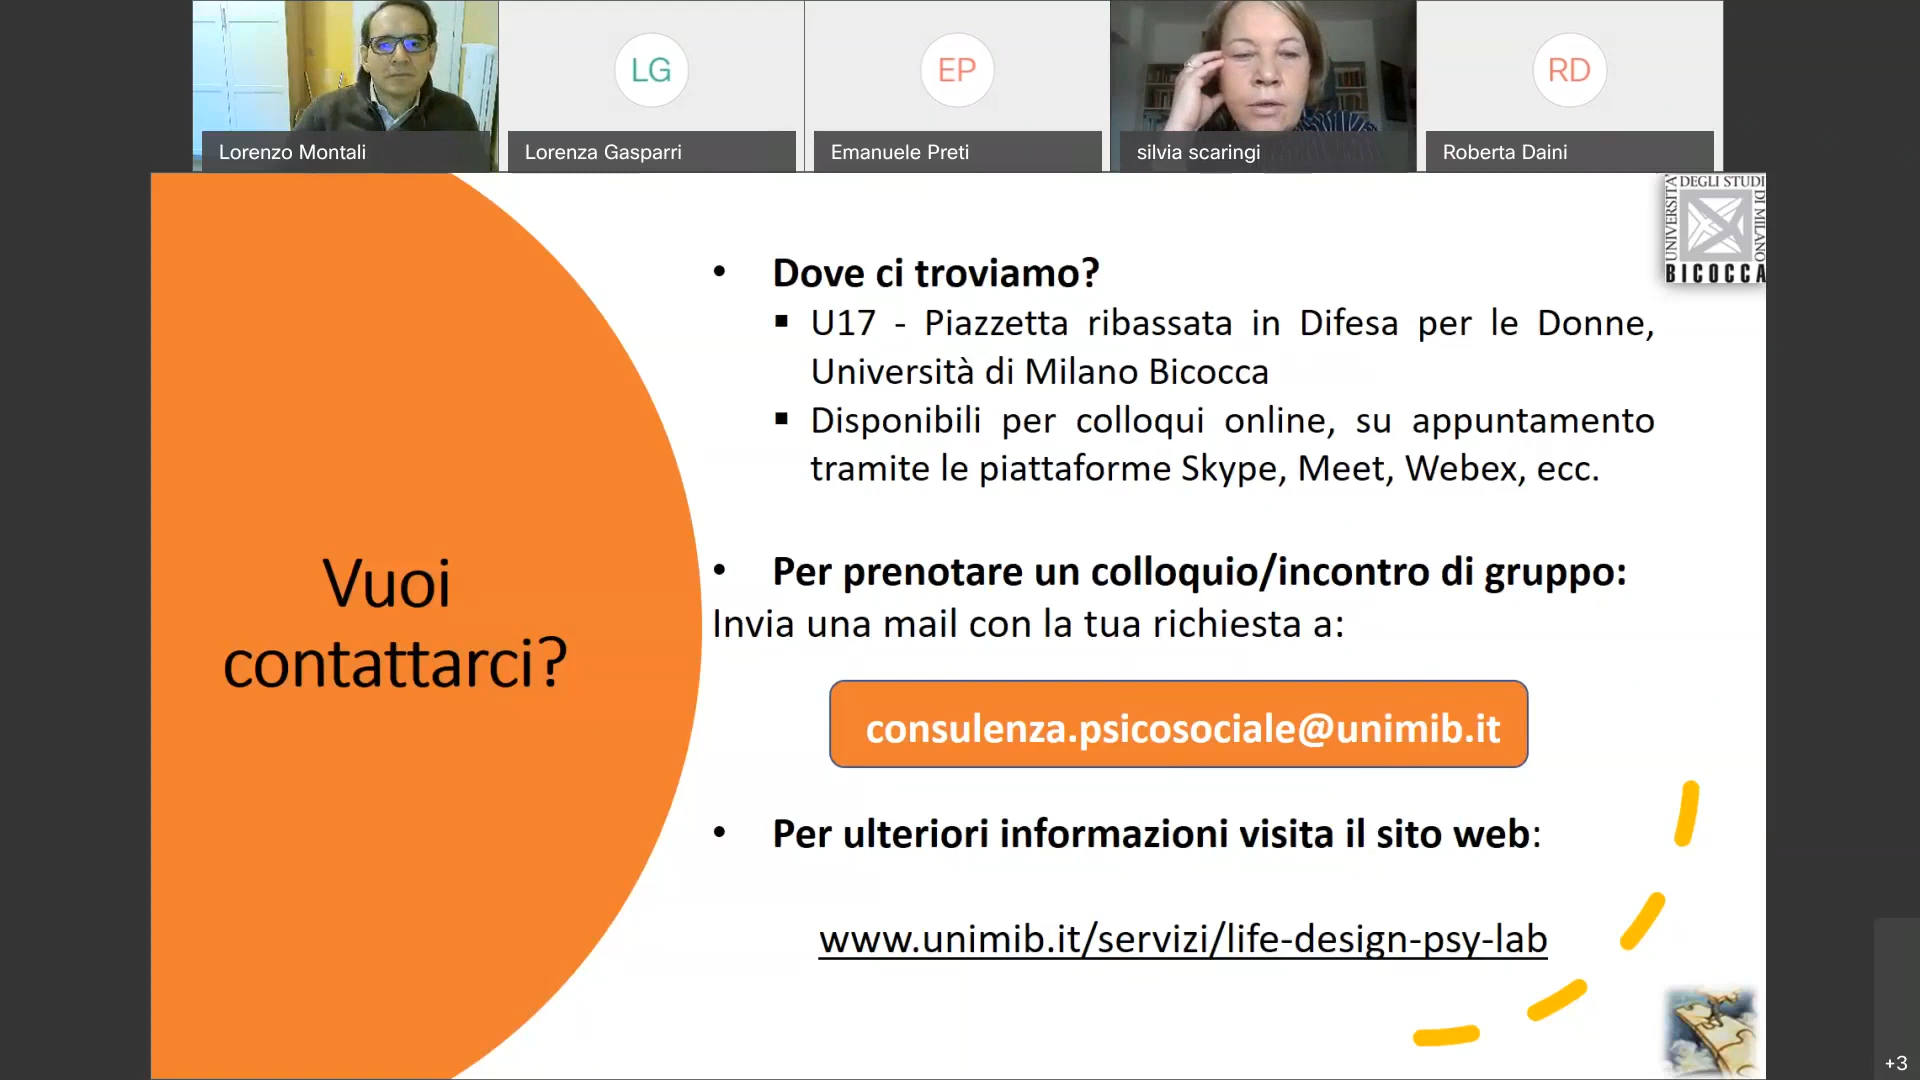 Lorenzo Montali
LG
Lorenza Gasparri
EP
Emanuele Preti
silvia scaringi
RD
Roberta Daini
UNIVERSITA' DEGLI STUDI DI MILANO
BICOCCA
Vuoi
contattarci?
• Dove ci troviamo?
▪ U17 - Piazzetta ribassata in Difesa per le Donne,
Università di Milano Bicocca
▪ Disponibili per colloqui online, su appuntamento
tramite le piattaforme Skype, Meet, Webex, ecc.
• Per prenotare un colloquio/incontro di gruppo:
Invia una mail con la tua richiesta a:
consulenza.psicosociale@unimib.it
• Per ulteriori informazioni visita il sito web:
www.unimib.it/servizi/life-design-psy-lab
+3